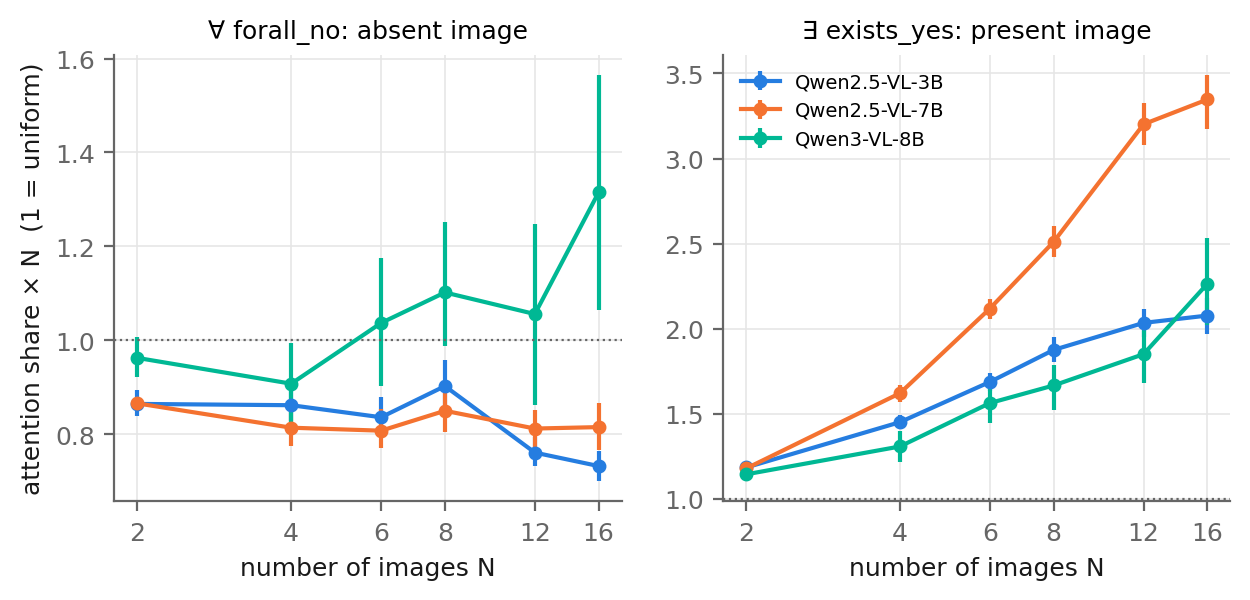 ∀ forall_no: absent image
attention share × N  (1 = uniform)
1.6
1.4
1.2
1.0
0.8
2
4
6
8
12
16
number of images N
∃ exists_yes: present image
Qwen2.5-VL-3B
Qwen2.5-VL-7B
Qwen3-VL-8B
3.5
3.0
2.5
2.0
1.5
1.0
2
4
6
8
12
16
number of images N